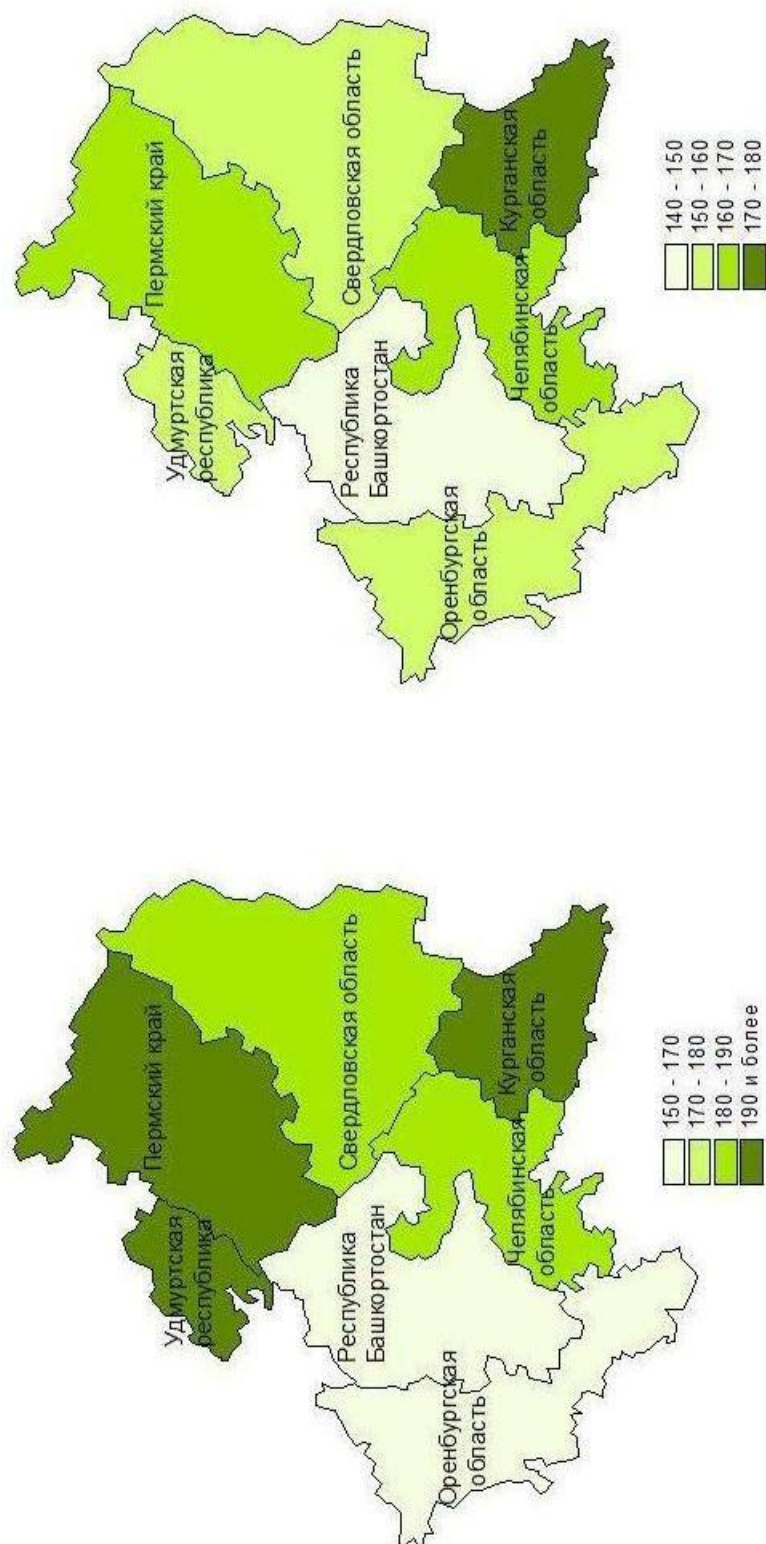 Пермский край
Удмуртская
республика
Свердловская область
Республика
Башкортостан
Курганская
область
Челябинская
область
Оренбургская
область
150 - 170
170 - 180
180 - 190
190 и более
Пермский край
Удмуртская
республика
Свердловская область
Республика
Башкортостан
Курганская
область
Челябинская
область
Оренбургская
область
140 - 150
150 - 160
160 - 170
170 - 180